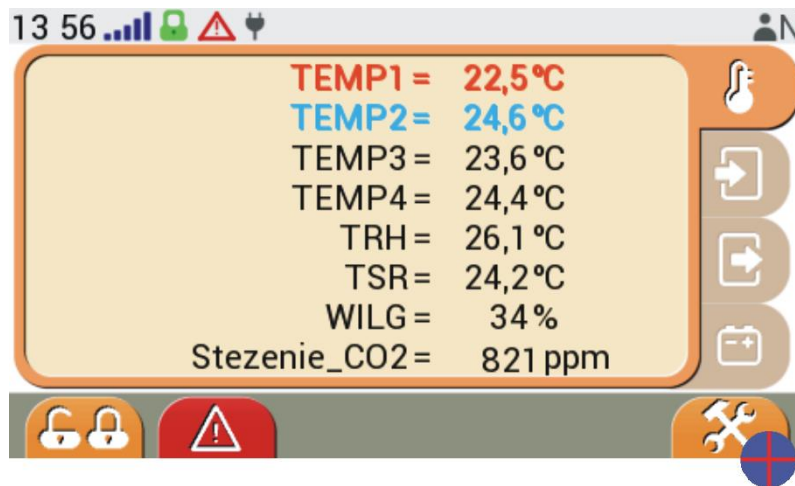 13 56 N
TEMP1 = 22,5 °C
TEMP2 = 24,6 °C
TEMP3 = 23,6 °C
TEMP4 = 24,4 °C
TRH = 26,1 °C
TSR = 24,2 °C
WILG = 34 %
Stezenie_CO2 = 821 ppm